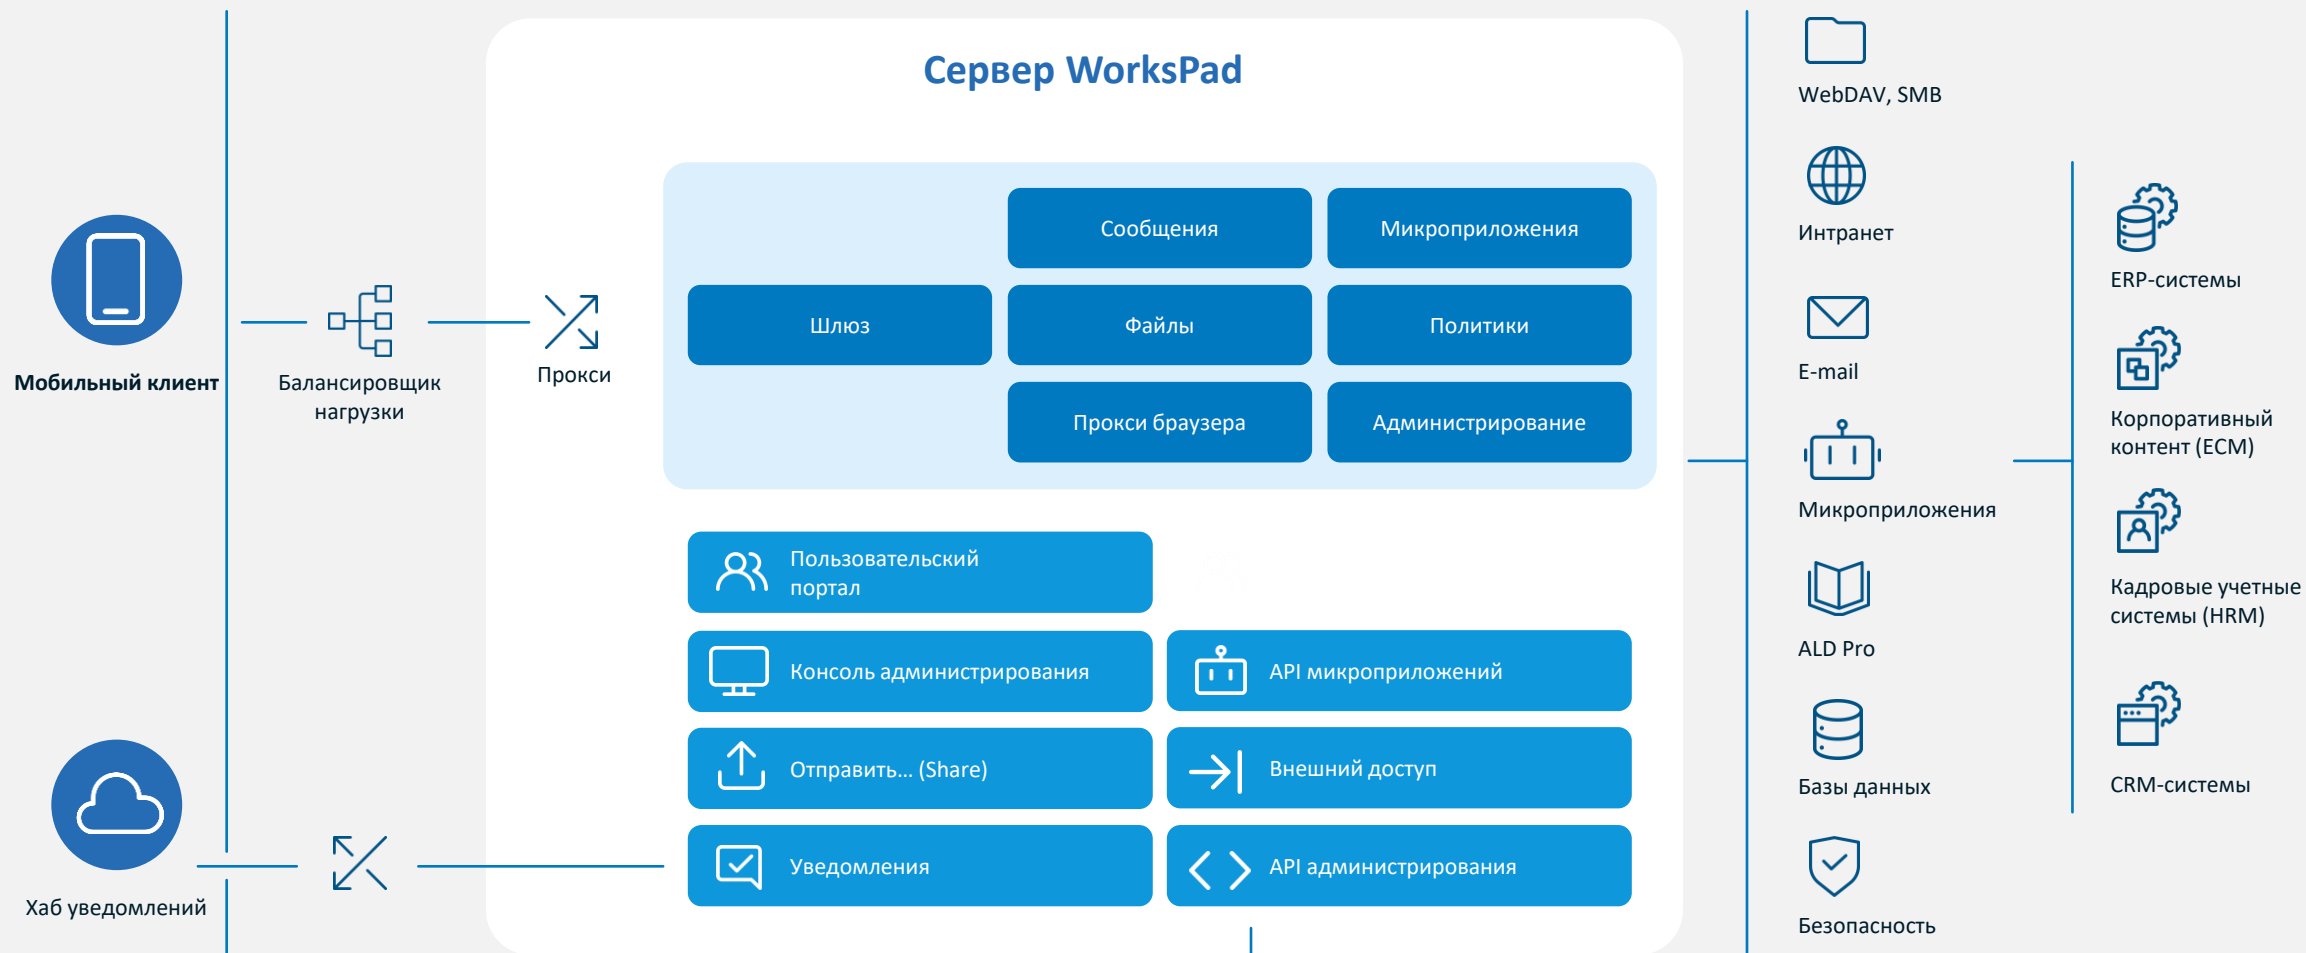 Сервер WorksPad
Мобильный клиент
Балансировщик
нагрузки
Прокси
Сообщения
Микроприложения
Шлюз
Файлы
Политики
Прокси браузера
Администрирование
Пользовательский
портал
Консоль администрирования
API микроприложений
Отправить... (Share)
Внешний доступ
Уведомления
API администрирования
Хаб уведомлений
WebDAV, SMB
Интранет
E-mail
Микроприложения
ALD Pro
Базы данных
Безопасность
ERP-системы
Корпоративный
контент (ECM)
Кадровые учетные
системы (HRM)
CRM-системы